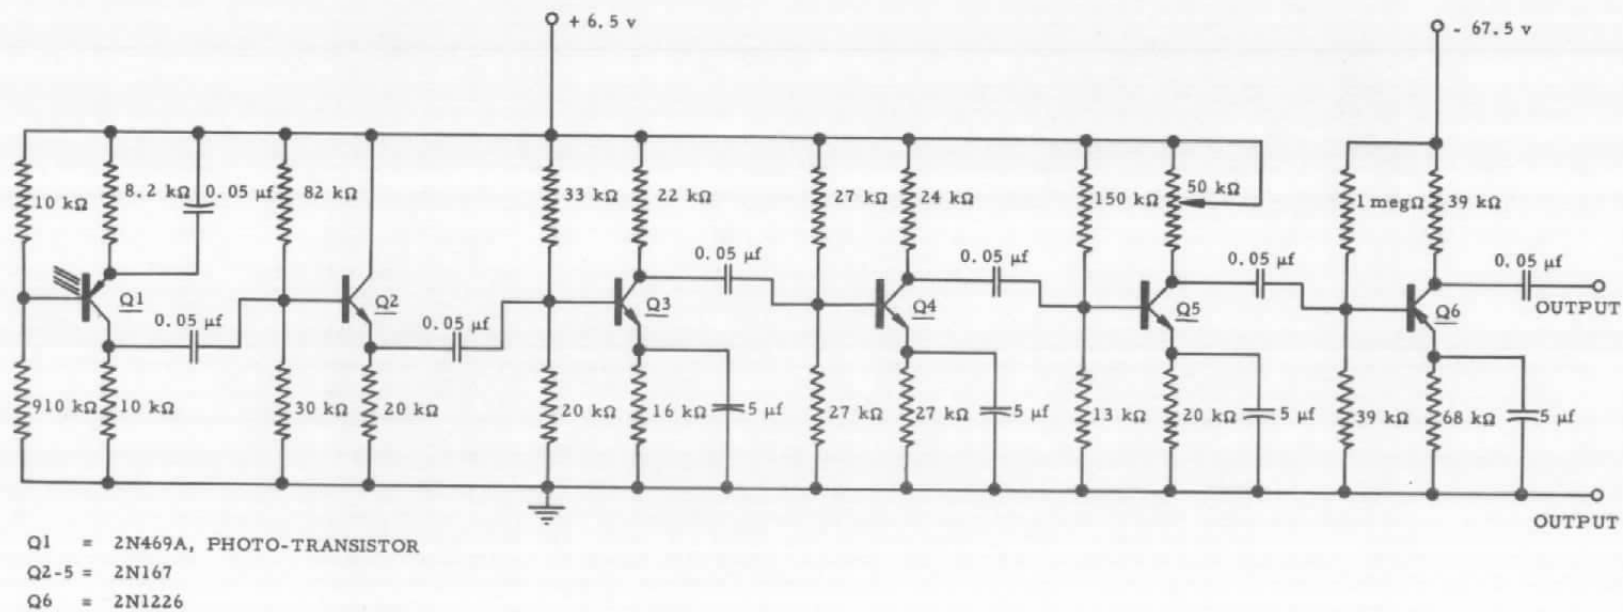 + 6.5 v
- 67.5 v
10 kΩ
8.2 kΩ
0.05 µf
82 kΩ
33 kΩ
22 kΩ
27 kΩ
24 kΩ
150 kΩ
50 kΩ
1 megΩ
39 kΩ
Q1
Q2
Q3
Q4
Q5
Q6
0.05 µf
0.05 µf
0.05 µf
0.05 µf
0.05 µf
0.05 µf
OUTPUT
910 kΩ
10 kΩ
30 kΩ
20 kΩ
20 kΩ
16 kΩ
5 µf
27 kΩ
27 kΩ
5 µf
13 kΩ
20 kΩ
5 µf
39 kΩ
68 kΩ
5 µf
OUTPUT
Q1 = 2N469A, PHOTO-TRANSISTOR
Q2-5 = 2N167
Q6 = 2N1226